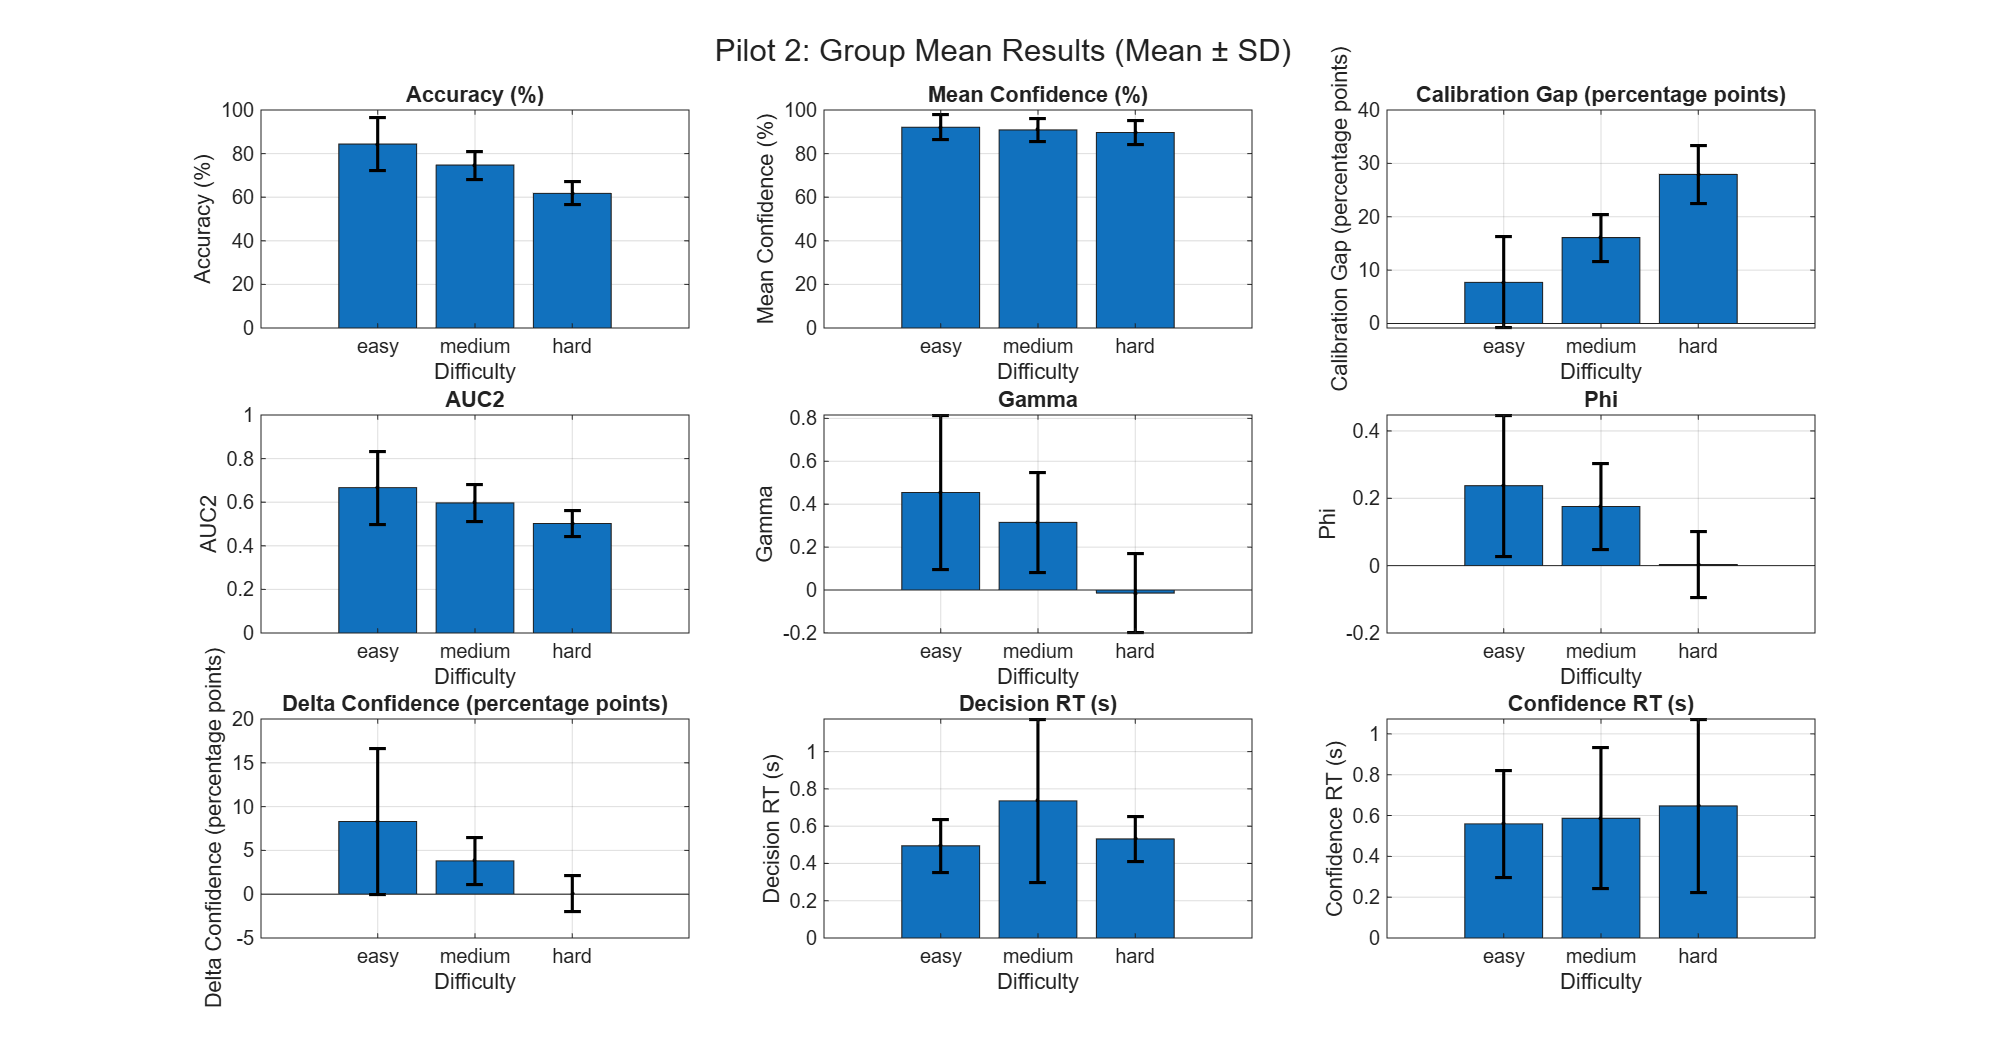 Pilot 2: Group Mean Results (Mean ± SD)
Accuracy (%)
Accuracy (%)
100
80
60
40
20
0
easy medium hard
Difficulty
Mean Confidence (%)
Mean Confidence (%)
100
80
60
40
20
0
easy medium hard
Difficulty
Calibration Gap (percentage points)
Calibration Gap (percentage points)
40
30
20
10
0
easy medium hard
Difficulty
AUC2
AUC2
1
0.8
0.6
0.4
0.2
0
easy medium hard
Difficulty
Gamma
Gamma
0.8
0.6
0.4
0.2
0
-0.2
easy medium hard
Difficulty
Phi
Phi
0.4
0.2
0
-0.2
easy medium hard
Difficulty
Delta Confidence (percentage points)
Delta Confidence (percentage points)
20
15
10
5
0
-5
easy medium hard
Difficulty
Decision RT (s)
Decision RT (s)
1
0.8
0.6
0.4
0.2
0
easy medium hard
Difficulty
Confidence RT (s)
Confidence RT (s)
1
0.8
0.6
0.4
0.2
0
easy medium hard
Difficulty